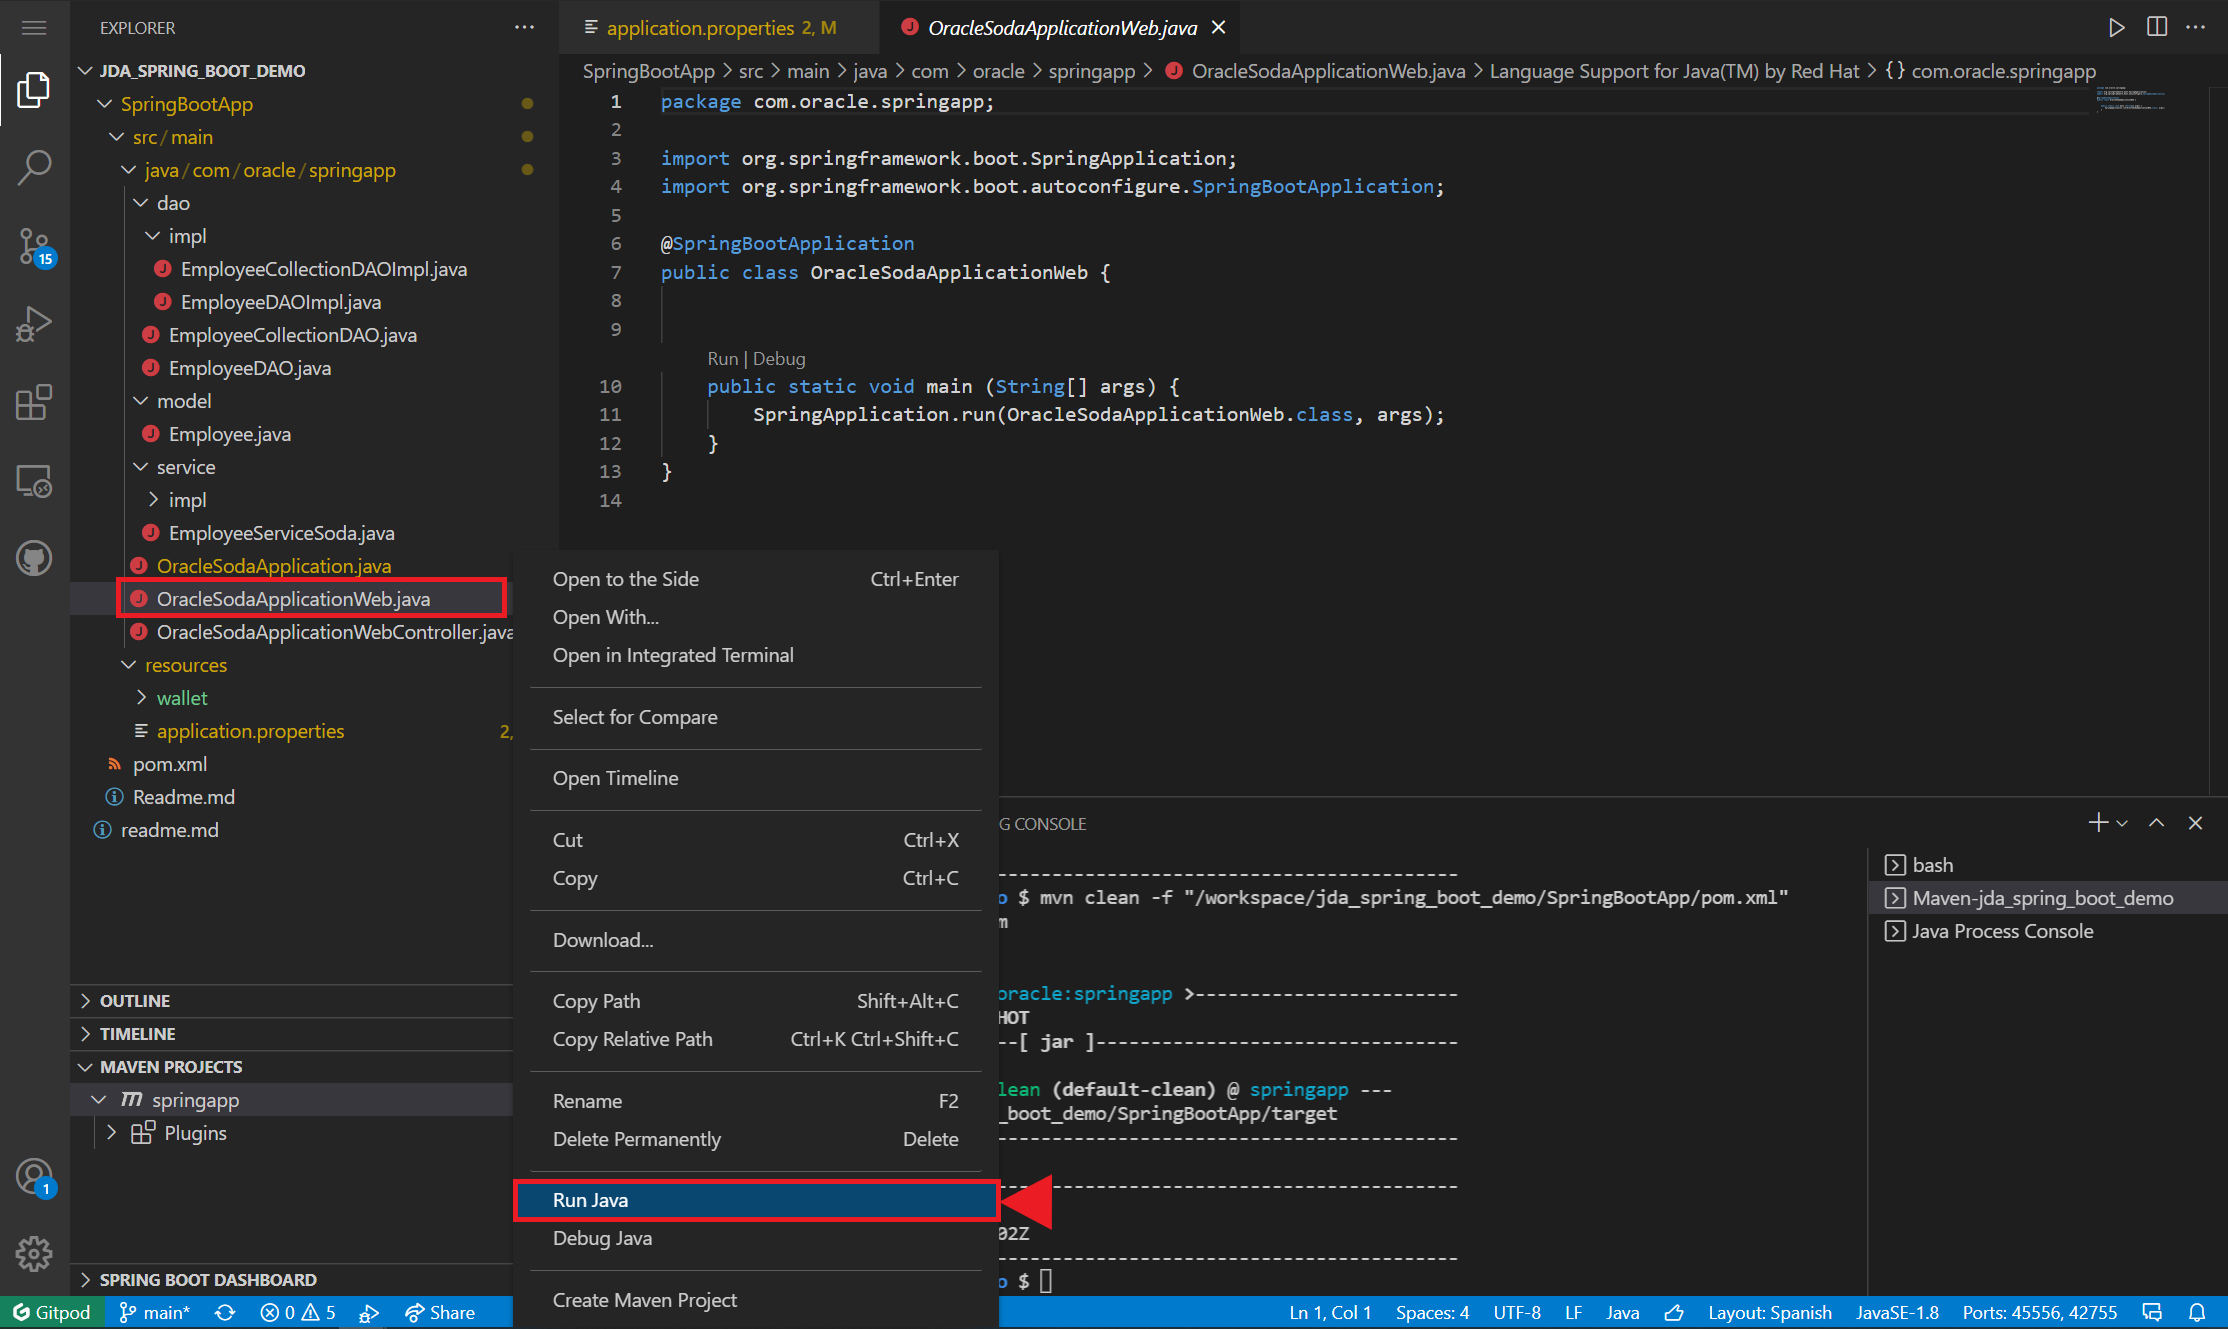 EXPLORER
JDA_SPRING_BOOT_DEMO
SpringBootApp
src/main
java/com/oracle/springapp
dao
impl
EmployeeCollectionDAOImpl.java
EmployeeDAOImpl.java
EmployeeCollectionDAO.java
EmployeeDAO.java
model
Employee.java
service
impl
EmployeeServiceSoda.java
OracleSodaApplication.java
OracleSodaApplicationWeb.java
OracleSodaApplicationWebController.java
resources
wallet
application.properties 2,
pom.xml
Readme.md
readme.md
OUTLINE
TIMELINE
MAVEN PROJECTS
springapp
Plugins
SPRING BOOT DASHBOARD
15
1
application.properties 2, M
OracleSodaApplicationWeb.java
SpringBootApp > src > main > java > com > oracle > springapp > OracleSodaApplicationWeb.java > Language Support for Java(TM) by Red Hat > {} com.oracle.springapp
1 package com.oracle.springapp;
2
3 import org.springframework.boot.SpringApplication;
4 import org.springframework.boot.autoconfigure.SpringBootApplication;
5
6 @SpringBootApplication
7 public class OracleSodaApplicationWeb {
8
9
Run | Debug
10 public static void main (String[] args) {
11 SpringApplication.run(OracleSodaApplicationWeb.class, args);
12 }
13 }
14
Open to the Side Ctrl+Enter
Open With...
Open in Integrated Terminal
Select for Compare
Open Timeline
Cut Ctrl+X
Copy Ctrl+C
Download...
Copy Path Shift+Alt+C
Copy Relative Path Ctrl+K Ctrl+Shift+C
Rename F2
Delete Permanently Delete
Run Java
Debug Java
Create Maven Project
G CONSOLE
------------------------------------------
o $ mvn clean -f "/workspace/jda_spring_boot_demo/SpringBootApp/pom.xml"
m
oracle:springapp >------------------------
HOT
--[ jar ]---------------------------------
lean (default-clean) @ springapp ---
_boot_demo/SpringBootApp/target
------------------------------------------
------------------------------------------
02Z
------------------------------------------
o $
bash
Maven-jda_spring_boot_demo
Java Process Console
Gitpod main* 0 5 Share
Ln 1, Col 1 Spaces: 4 UTF-8 LF Java Layout: Spanish JavaSE-1.8 Ports: 45556, 42755